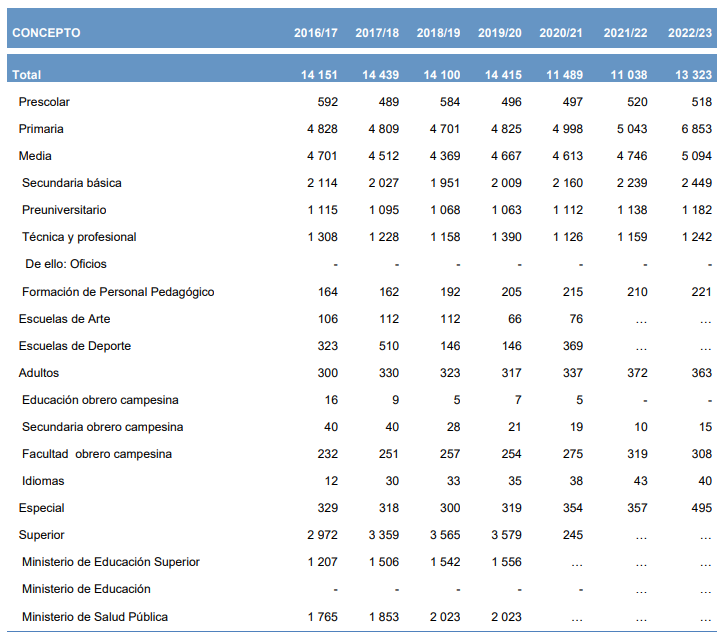 CONCEPTO 2016/17 2017/18 2018/19 2019/20 2020/21 2021/22 2022/23
Total 14 151 14 439 14 100 14 415 11 489 11 038 13 323
Prescolar 592 489 584 496 497 520 518
Primaria 4 828 4 809 4 701 4 825 4 998 5 043 6 853
Media 4 701 4 512 4 369 4 667 4 613 4 746 5 094
Secundaria básica 2 114 2 027 1 951 2 009 2 160 2 239 2 449
Preuniversitario 1 115 1 095 1 068 1 063 1 112 1 138 1 182
Técnica y profesional 1 308 1 228 1 158 1 390 1 126 1 159 1 242
De ello: Oficios - - - - - - -
Formación de Personal Pedagógico 164 162 192 205 215 210 221
Escuelas de Arte 106 112 112 66 76 ... ...
Escuelas de Deporte 323 510 146 146 369 ... ...
Adultos 300 330 323 317 337 372 363
Educación obrero campesina 16 9 5 7 5 - -
Secundaria obrero campesina 40 40 28 21 19 10 15
Facultad obrero campesina 232 251 257 254 275 319 308
Idiomas 12 30 33 35 38 43 40
Especial 329 318 300 319 354 357 495
Superior 2 972 3 359 3 565 3 579 245 ... ...
Ministerio de Educación Superior 1 207 1 506 1 542 1 556 ... ... ...
Ministerio de Educación - - - - - ... ...
Ministerio de Salud Pública 1 765 1 853 2 023 2 023 ... ... ...